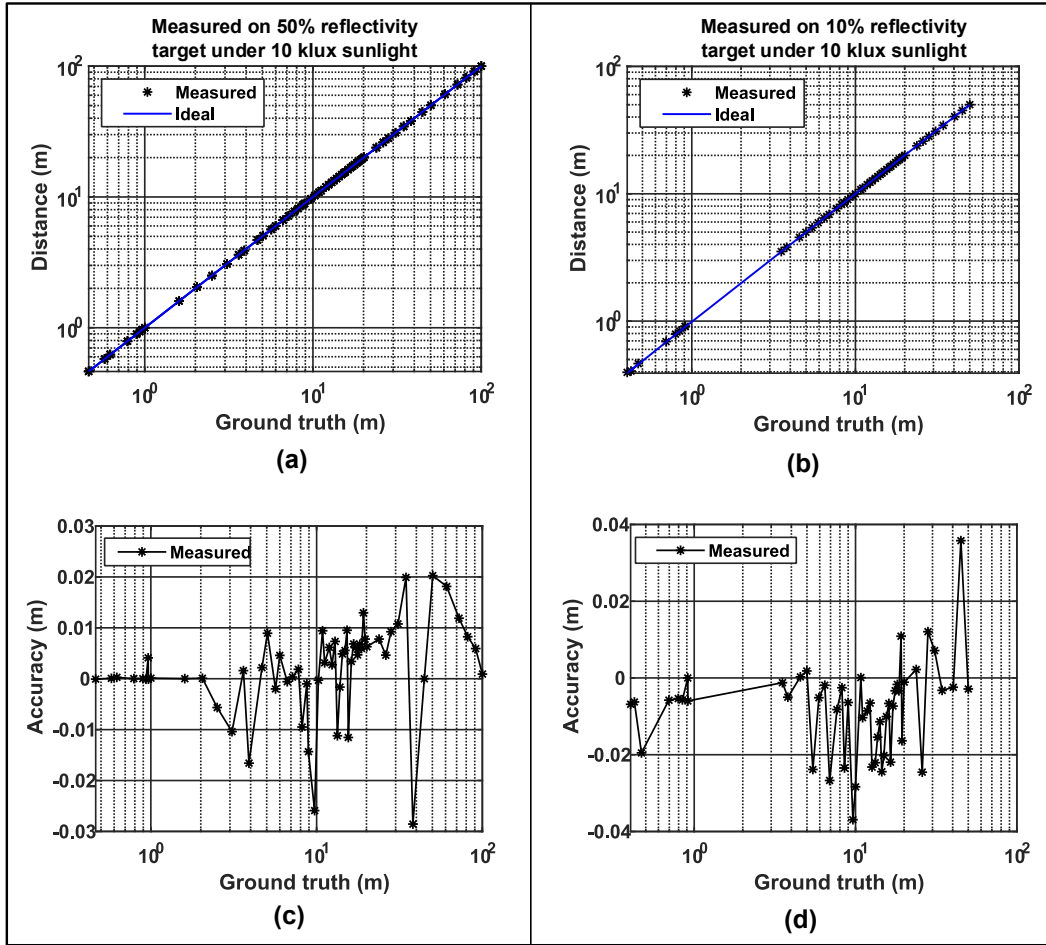 Measured on 50% reflectivity
target under 10 klux sunlight
10²
Measured
Ideal
10¹
10⁰
Distance (m)
10⁰ 10¹ 10²
Ground truth (m)
(a)
Measured on 10% reflectivity
target under 10 klux sunlight
10²
Measured
Ideal
10¹
10⁰
Distance (m)
10⁰ 10¹ 10²
Ground truth (m)
(b)
0.03
Measured
0.02
0.01
0
-0.01
-0.02
-0.03
Accuracy (m)
10⁰ 10¹ 10²
Ground truth (m)
(c)
0.04
Measured
0.02
0
-0.02
-0.04
Accuracy (m)
10⁰ 10¹ 10²
Ground truth (m)
(d)